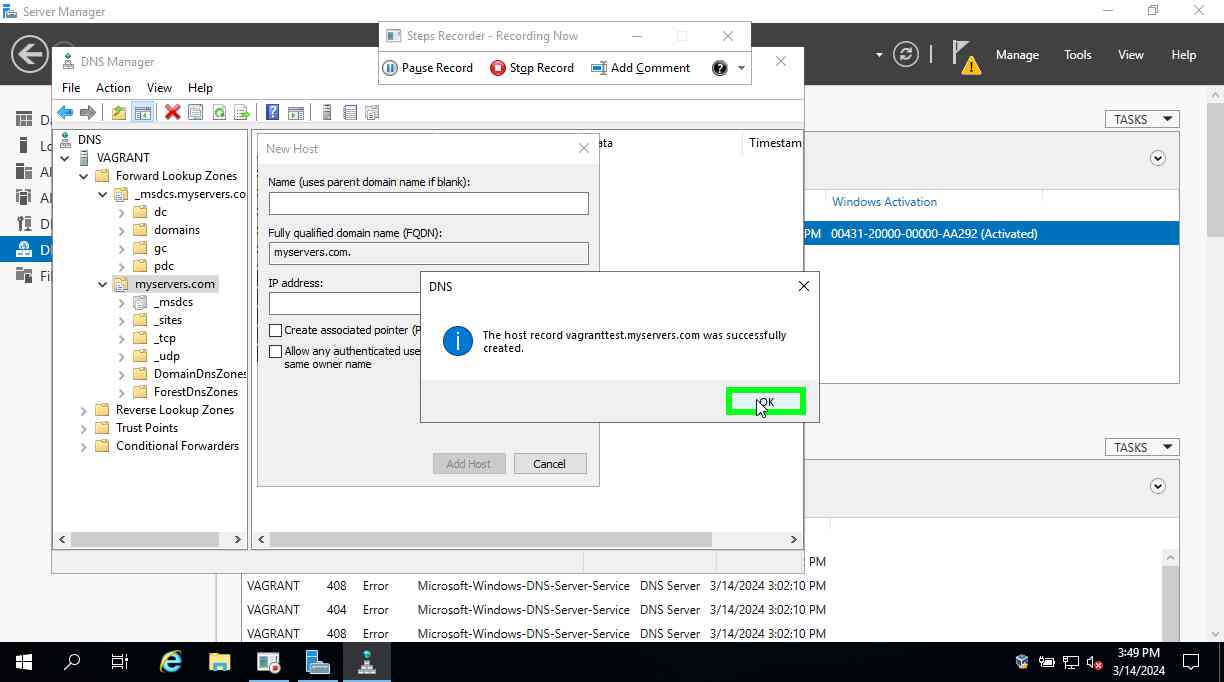 Server Manager
Steps Recorder - Recording Now
Pause Record
Stop Record
Add Comment
Manage
Tools
View
Help
DNS Manager
File
Action
View
Help
DNS
VAGRANT
Forward Lookup Zones
_msdcs.myservers.co
dc
domains
gc
pdc
myservers.com
_msdcs
_sites
_tcp
_udp
DomainDnsZones
ForestDnsZones
Reverse Lookup Zones
Trust Points
Conditional Forwarders
ata
Timestam
New Host
Name (uses parent domain name if blank):
Fully qualified domain name (FQDN):
myservers.com.
IP address:
Create associated pointer (P
Allow any authenticated use
same owner name
Add Host
Cancel
DNS
The host record vagranttest.myservers.com was successfully
created.
OK
TASKS
Windows Activation
PM 00431-20000-00000-AA292 (Activated)
TASKS
PM
VAGRANT 408 Error Microsoft-Windows-DNS-Server-Service DNS Server 3/14/2024 3:02:10 PM
VAGRANT 404 Error Microsoft-Windows-DNS-Server-Service DNS Server 3/14/2024 3:02:10 PM
VAGRANT 408 Error Microsoft-Windows-DNS-Server-Service DNS Server 3/14/2024 3:02:10 PM
3:49 PM
3/14/2024